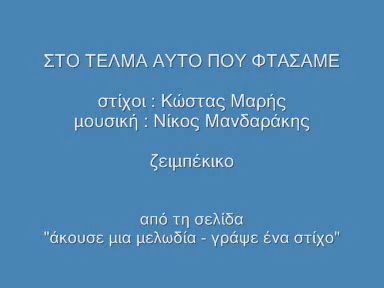 ΣΤΟ ΤΕΛΜΑ ΑΥΤΟ ΠΟΥ ΦΤΑΣΑΜΕ
στίχοι : Κώστας Μαρής
μουσική : Νίκος Μανδαράκης
ζειμπέκικο
από τη σελίδα
"άκουσε μια μελωδία - γράψε ένα στίχο"